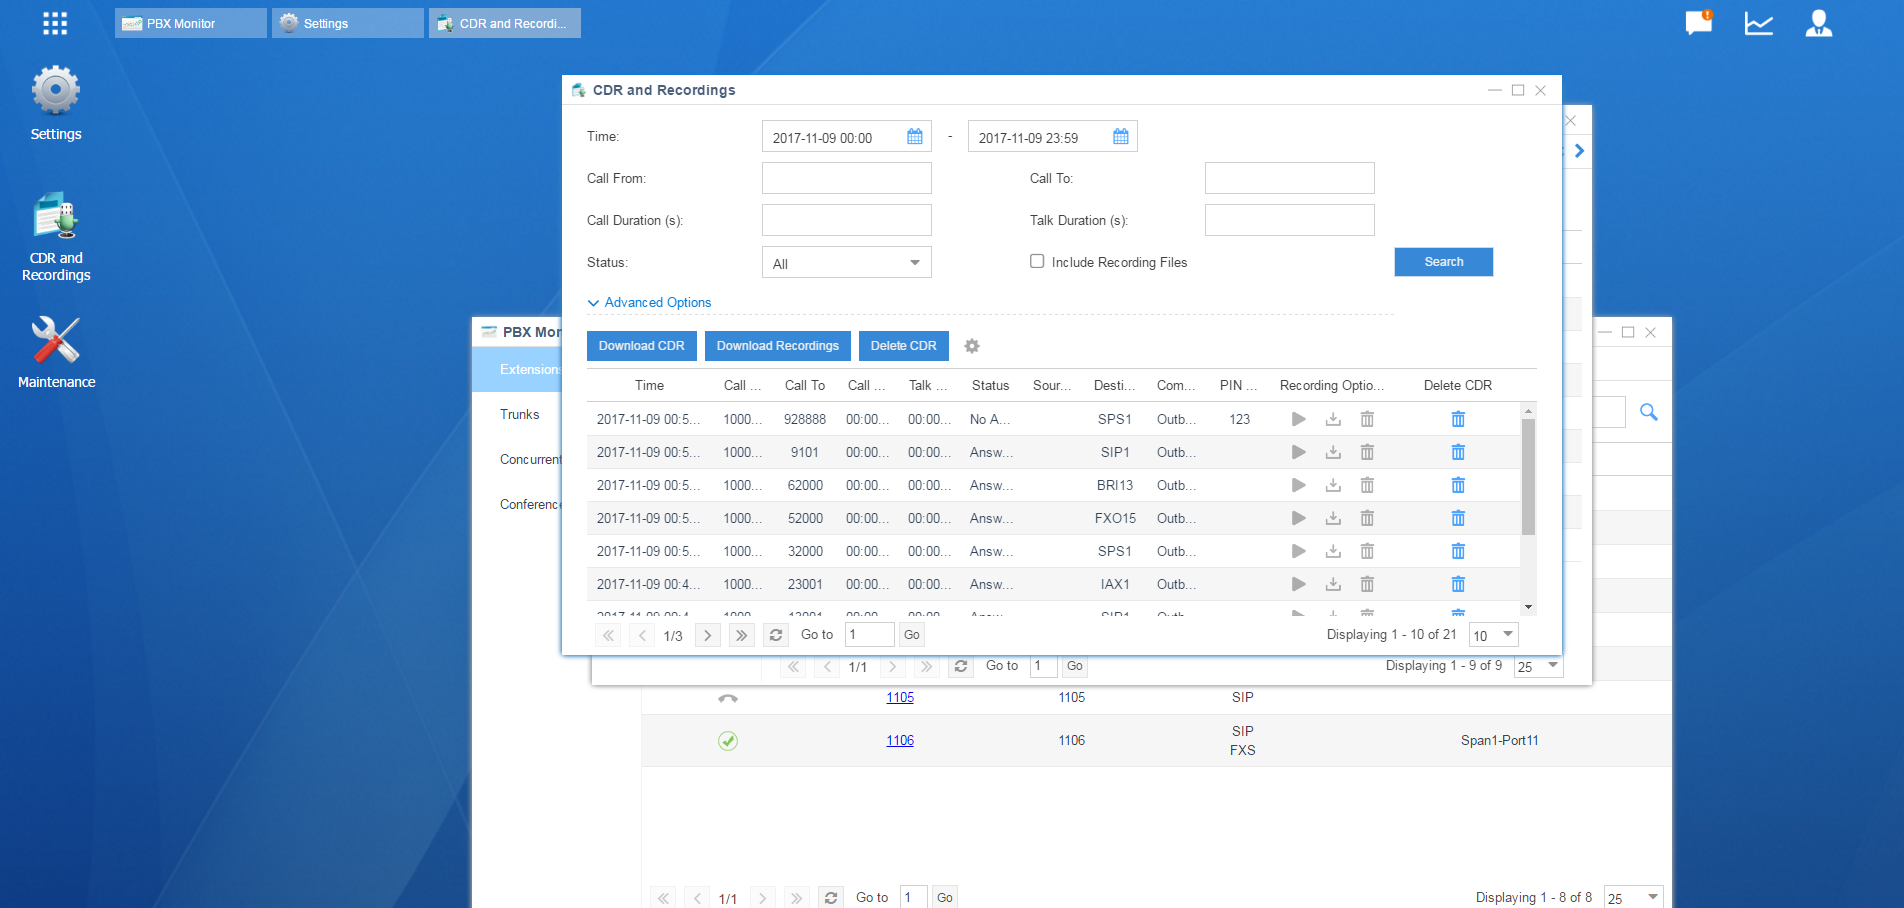 PBX Monitor
Settings
CDR and Recordi...
Settings
CDR and
Recordings
Maintenance
CDR and Recordings
Time:
2017-11-09 00:00
-
2017-11-09 23:59
Call From:
Call To:
Call Duration (s):
Talk Duration (s):
Status:
All
Include Recording Files
Search
Advanced Options
Download CDR
Download Recordings
Delete CDR
Time Call ... Call To Call ... Talk ... Status Sour... Desti... Com... PIN ... Recording Optio... Delete CDR
2017-11-09 00:5... 1000... 928888 00:00... 00:00... No A... SPS1 Outb... 123
2017-11-09 00:5... 1000... 9101 00:00... 00:00... Answ... SIP1 Outb...
2017-11-09 00:5... 1000... 62000 00:00... 00:00... Answ... BRI13 Outb...
2017-11-09 00:5... 1000... 52000 00:00... 00:00... Answ... FXO15 Outb...
2017-11-09 00:5... 1000... 32000 00:00... 00:00... Answ... SPS1 Outb...
2017-11-09 00:4... 1000... 23001 00:00... 00:00... Answ... IAX1 Outb...
1/3 Go to 1 Go Displaying 1 - 10 of 21 10
1/1 Go to 1 Go Displaying 1 - 9 of 9 25
PBX Mon
Extensions
Trunks
Concurrent
Conference
1105 1105 SIP
1106 1106 SIP
FXS
Span1-Port11
1/1 Go to 1 Go Displaying 1 - 8 of 8 25